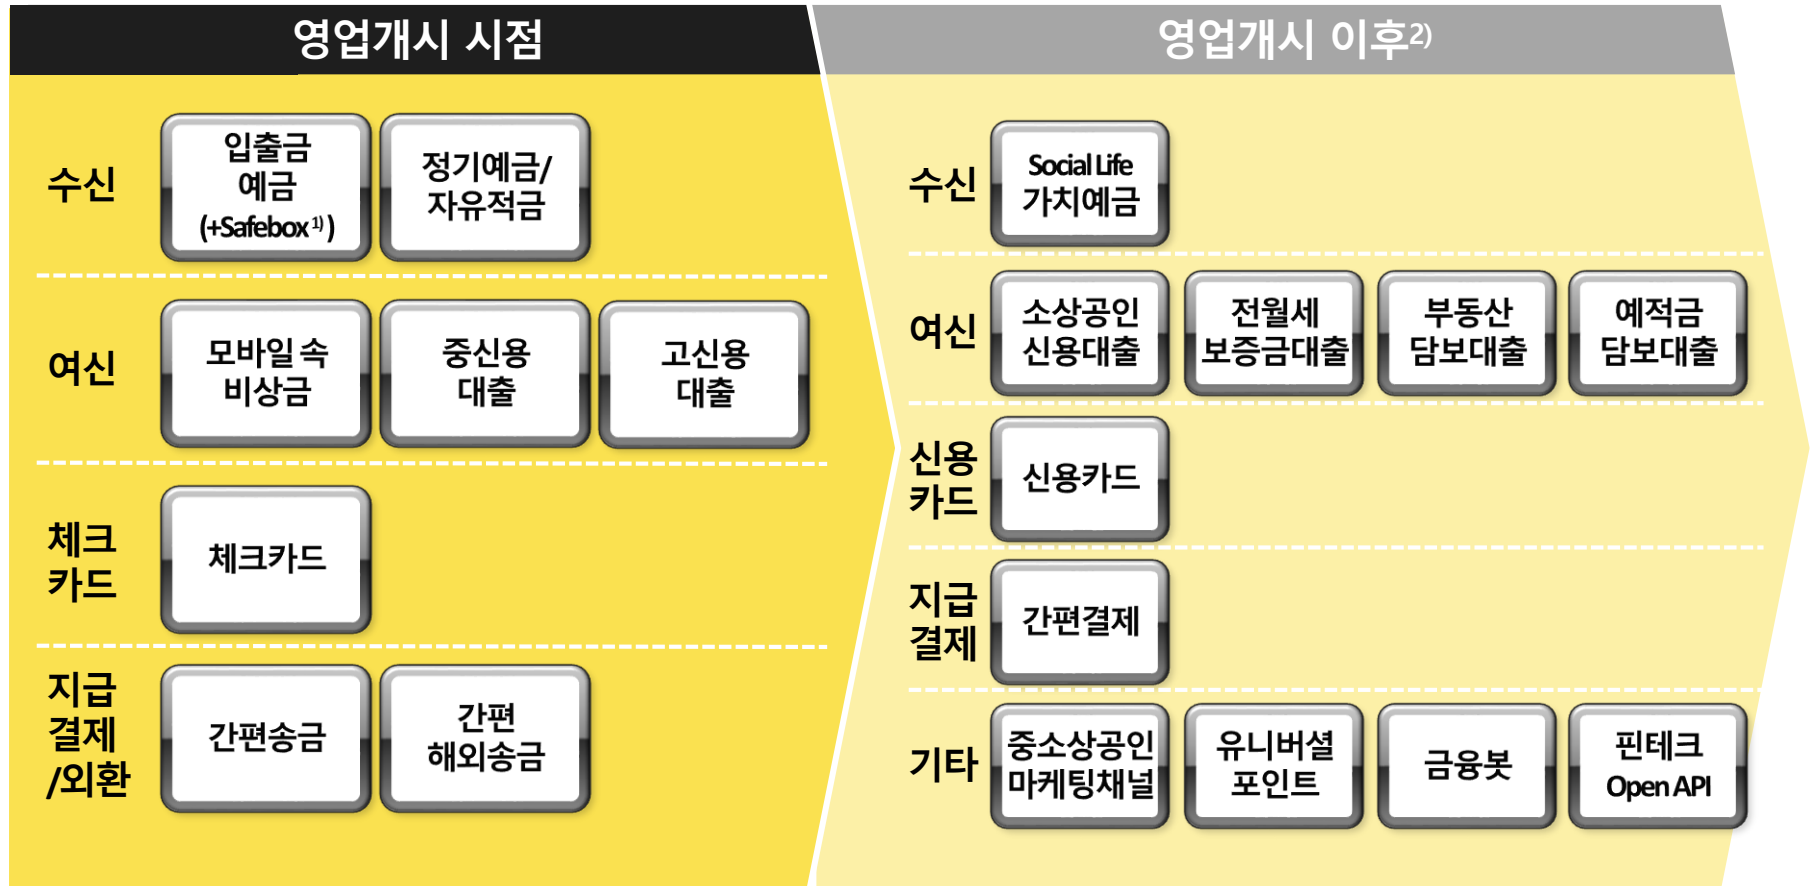 영업개시 시점
수신
입출금
예금
(+Safebox 1) )
정기예금/
자유적금
여신
모바일 속
비상금
중신용
대출
고신용
대출
체크
카드
체크카드
지급
결제
/외환
간편송금
간편
해외송금
영업개시 이후2)
수신
Social Life
가치예금
여신
소상공인
신용대출
전월세
보증금대출
부동산
담보대출
예적금
담보대출
신용
카드
신용카드
지급
결제
간편결제
기타
중소상공인
마케팅채널
유니버셜
포인트
금융봇
핀테크
Open API